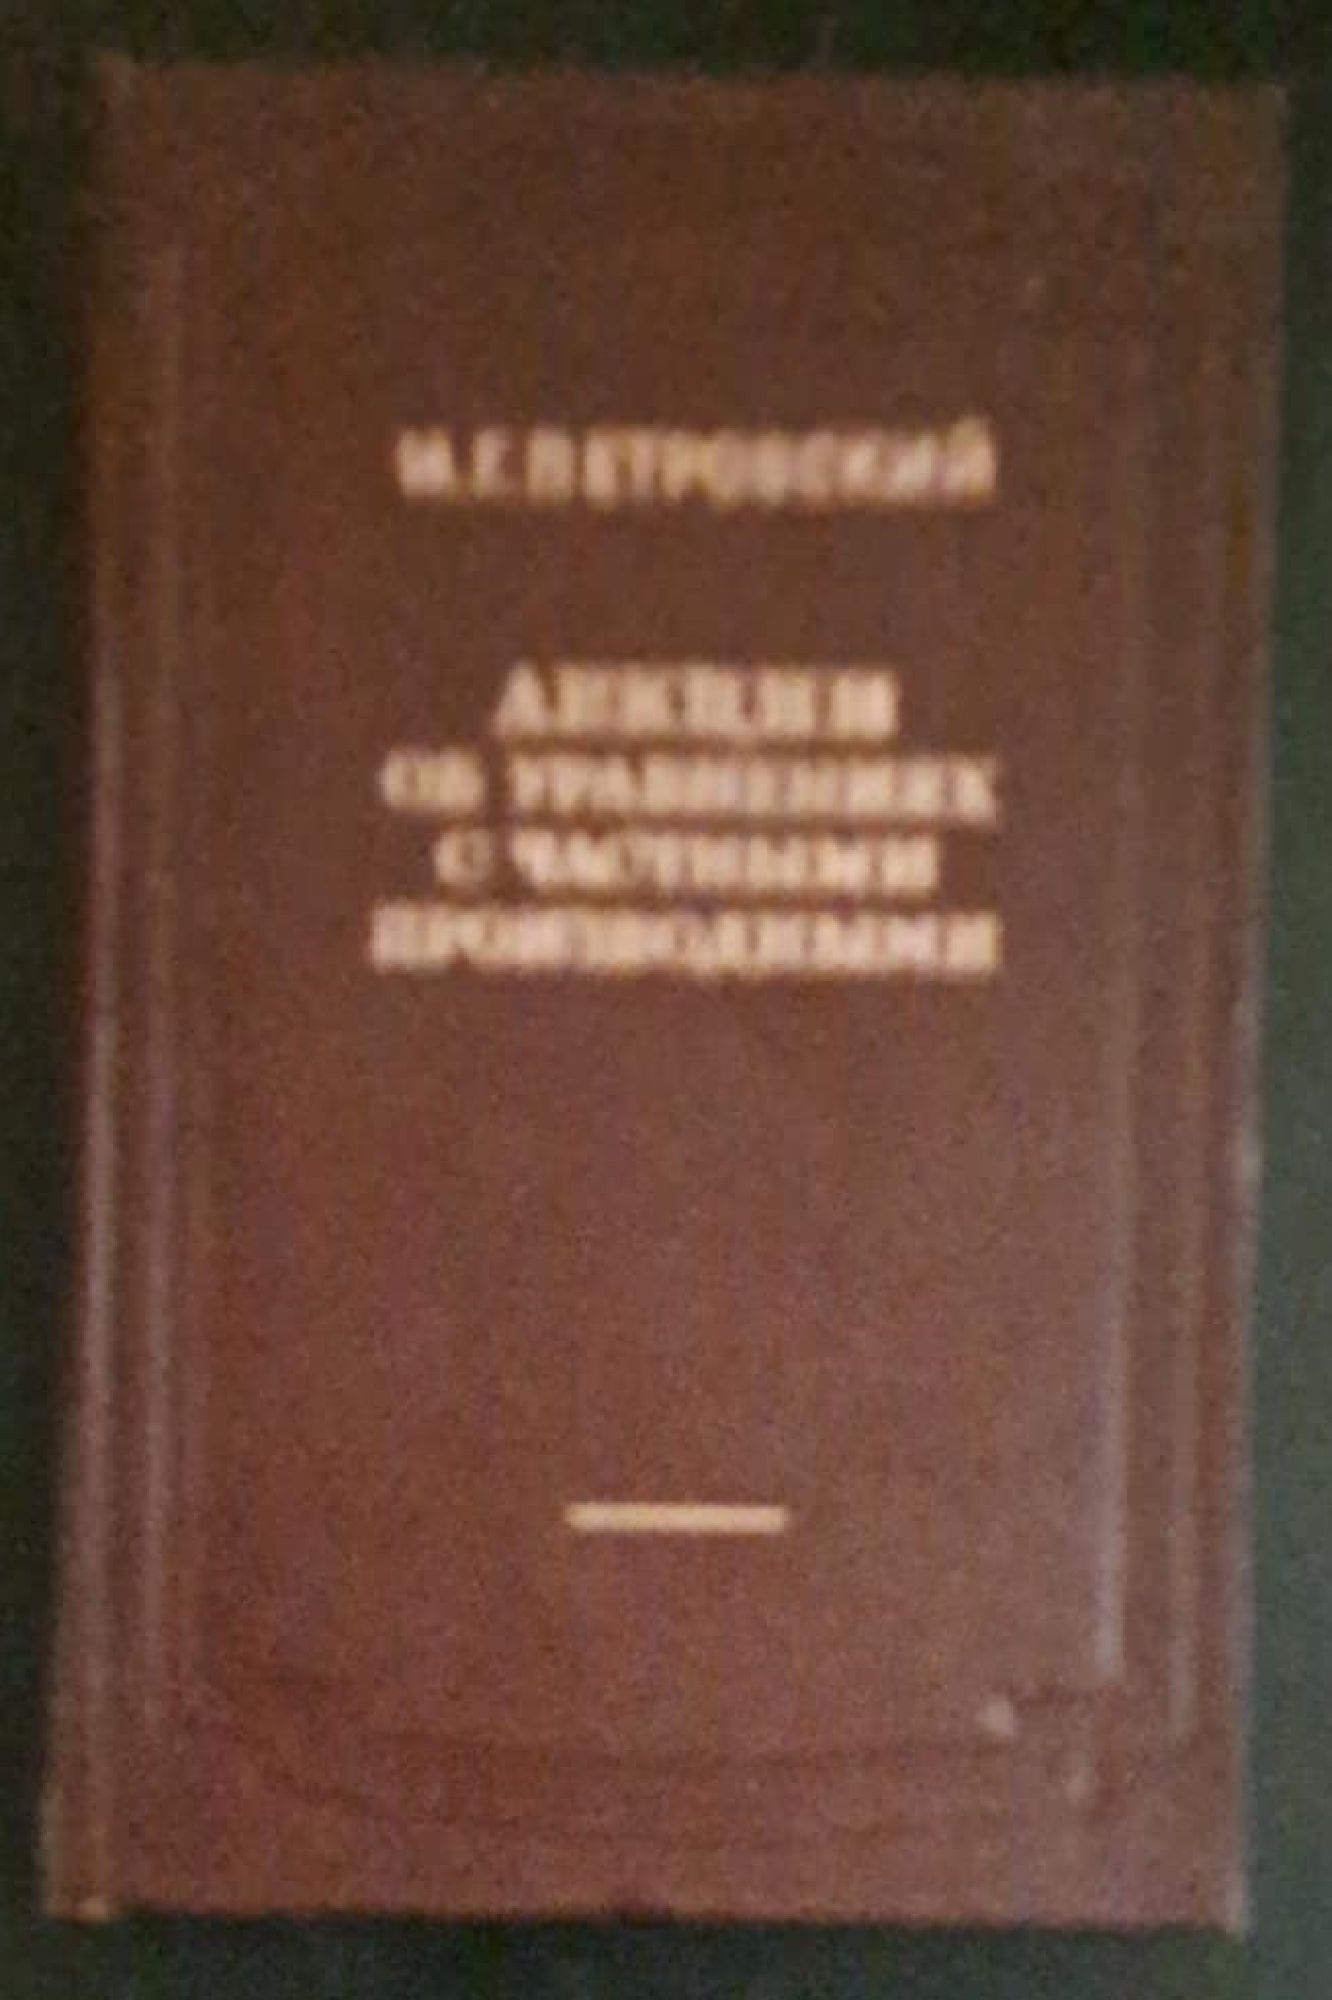 И.Г.ПЕТРОВСКИЙ
ЛЕКЦИИ
ОБ УРАВНЕНИЯХ
С ЧАСТНЫМИ
ПРОИЗВОДНЫМИ